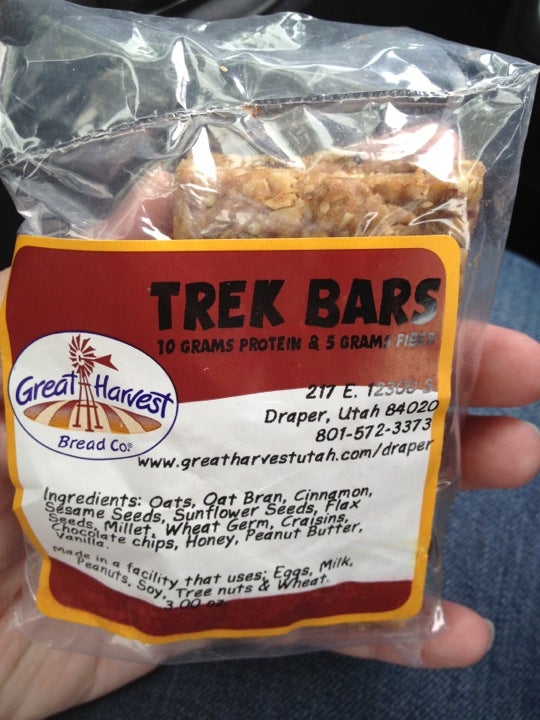 TREK BARS
10 GRAMS PROTEIN & 5 GRAMS FIBER
Great Harvest
Bread Co.®
217 E. 12300 S.
Draper, Utah 84020
801-572-3373
www.greatharvestutah.com/draper
Ingredients: Oats, Oat Bran, Cinnamon,
Sesame Seeds, Sunflower Seeds, Flax
Seeds, Millet, Wheat Germ, Craisins,
Chocolate chips, Honey, Peanut Butter,
Vanilla.
Made in a facility that uses; Eggs, Milk,
Peanuts, Soy, Tree nuts & Wheat.
3.00 oz